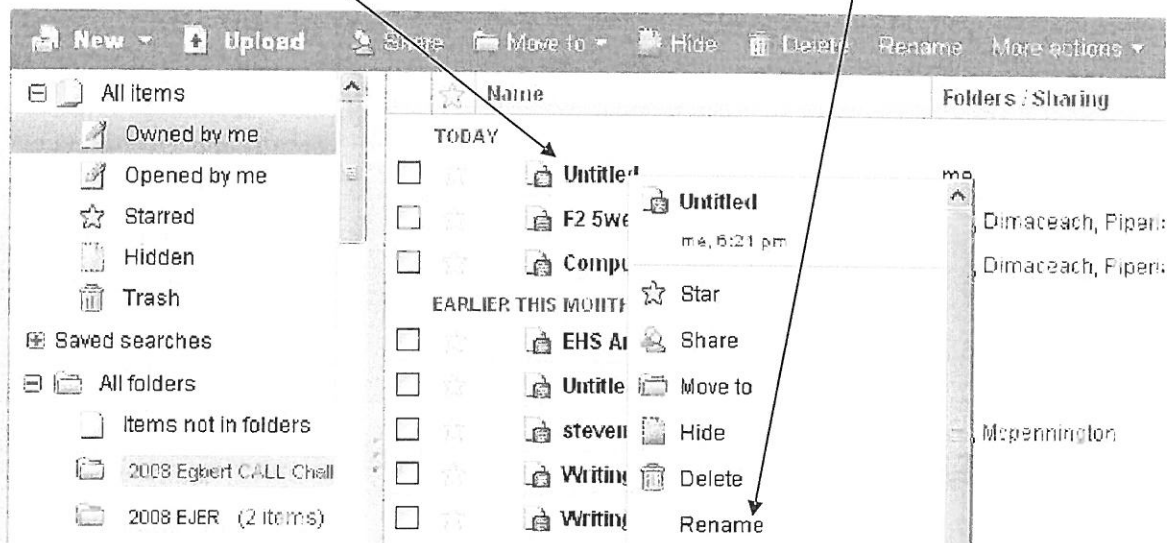 New Upload Share Move to Hide Delete Rename More actions
All items
Owned by me
Opened by me
Starred
Hidden
Trash
Saved searches
All folders
Items not in folders
2008 Egbert CALL Chall
2008 EJER (2 items)
Name Folders / Sharing
TODAY
Untitled me
F2 5we Dimaceach, Piperi
Compu Dimaceach, Piperi
EARLIER THIS MONTH
EHS Ar
Untitle
steven Mcpennington
Writing
Writing
Untitled
me, 6:21 pm
Star
Share
Move to
Hide
Delete
Rename